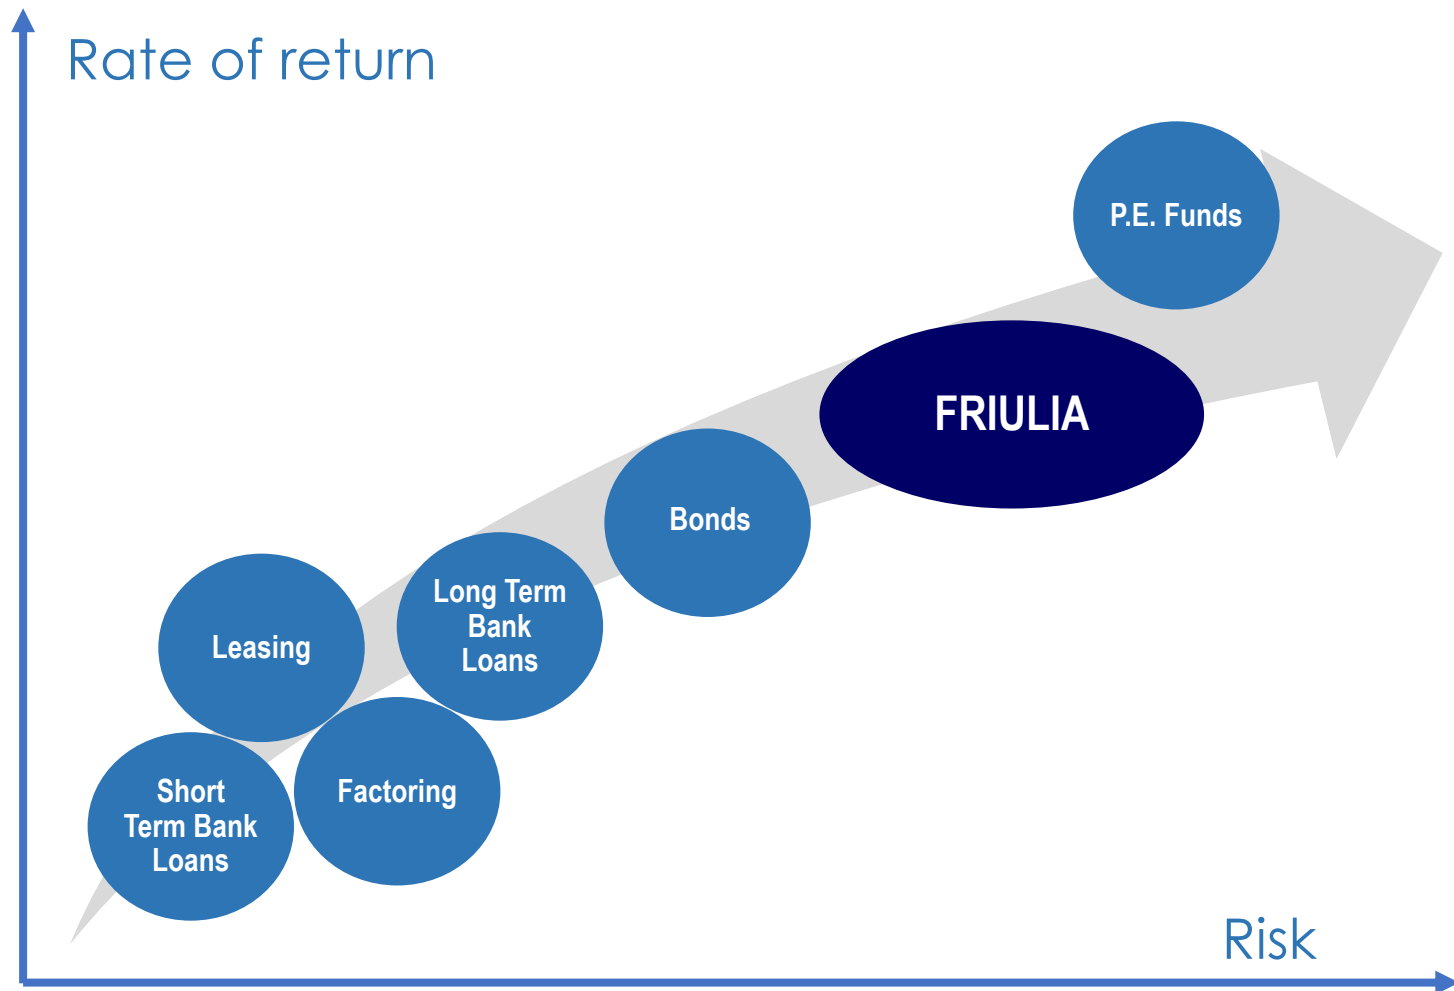 Rate of return
P.E. Funds
FRIULIA
Bonds
Long Term
Bank
Loans
Leasing
Factoring
Short
Term Bank
Loans
Risk